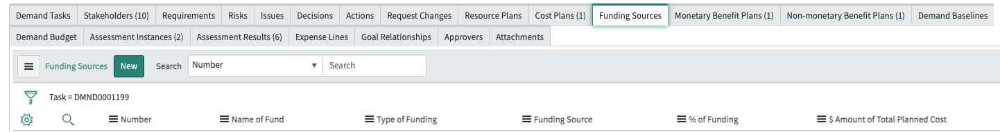 Demand Tasks Stakeholders (10) Requirements Risks Issues Decisions Actions Request Changes Resource Plans Cost Plans (1) Funding Sources Monetary Benefit Plans (1) Non-monetary Benefit Plans (1) Demand Baselines
Demand Budget Assessment Instances (2) Assessment Results (6) Expense Lines Goal Relationships Approvers Attachments
Funding Sources New Search Number Search
Task = DMND0001199
Number Name of Fund Type of Funding Funding Source % of Funding $ Amount of Total Planned Cost